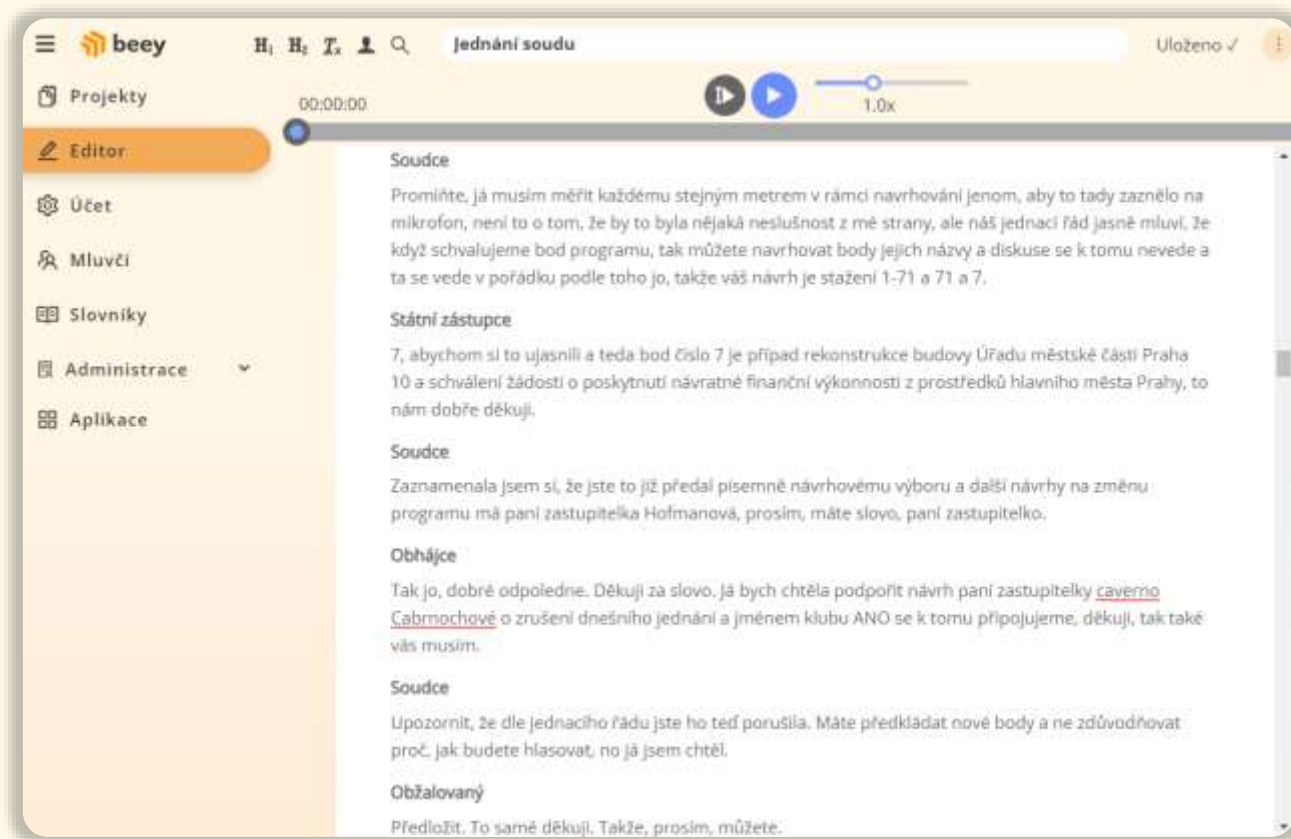 beey
H₁ H₂ Tx
Jednání soudu
Uloženo ✓
Projekty
00:00:00
1.0x
Editor
Účet
Mluvčí
Slovníky
Administrace
Aplikace
Soudce
Promiňte, já musím měřit každému stejným metrem v rámci navrhování jenom, aby to tady zaznělo na
mikrofon, není to o tom, že by to byla nějaká neslušnost z mé strany, ale náš jednací řád jasně mluví, že
když schvalujeme bod programu, tak můžete navrhovat body jejich názvy a diskuse se k tomu nevede a
ta se vede v pořádku podle toho jo, takže váš návrh je stažení 1-71 a 71 a 7.
Státní zástupce
7, abychom si to ujasnili a teda bod číslo 7 je případ rekonstrukce budovy Úřadu městské části Praha
10 a schválení žádosti o poskytnutí návratné finanční výkonnosti z prostředků hlavního města Prahy, to
nám dobře děkuji.
Soudce
Zaznamenala jsem si, že jste to již předal písemně návrhovému výboru a další návrhy na změnu
programu má paní zastupitelka Hofmanová, prosím, máte slovo, paní zastupitelko.
Obhájce
Tak jo, dobré odpoledne. Děkuji za slovo. Já bych chtěla podpořit návrh paní zastupitelky caverno
Cabrnochové o zrušení dnešního jednání a jménem klubu ANO se k tomu připojujeme, děkuji, tak také
vás musím.
Soudce
Upozornit, že dle jednacího řádu jste ho teď porušila. Máte předkládat nové body a ne zdůvodňovat
proč, jak budete hlasovat, no já jsem chtěl.
Obžalovaný
Předložit. To samé děkuji. Takže, prosím, můžete.